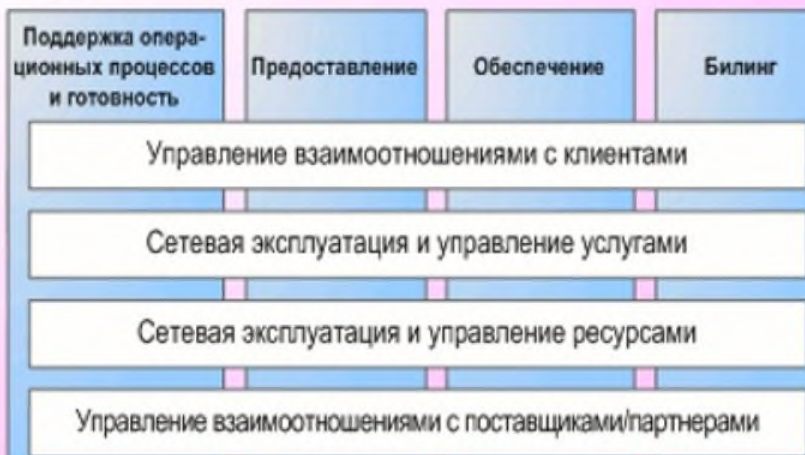 Поддержка опера-
ционных процессов
и готовность
Предоставление
Обеспечение
Билинг
Управление взаимоотношениями с клиентами
Сетевая эксплуатация и управление услугами
Сетевая эксплуатация и управление ресурсами
Управление взаимоотношениями с поставщиками/партнерами